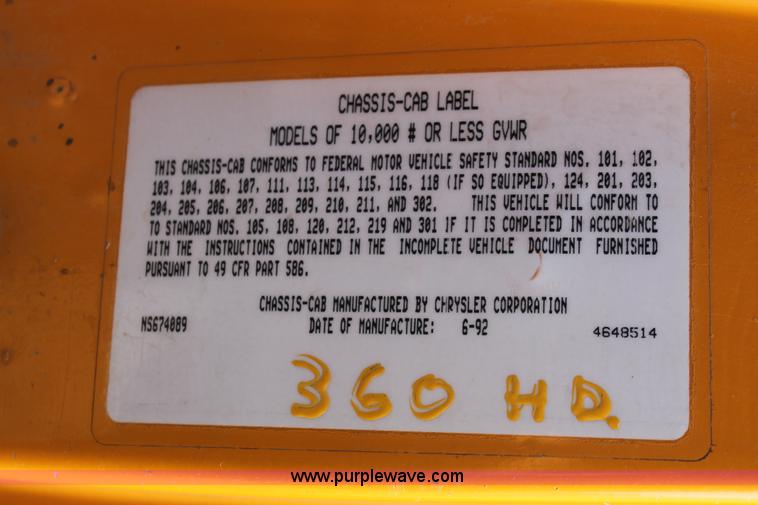 CHASSIS-CAB LABEL
MODELS OF 10,000 # OR LESS GVWR
THIS CHASSIS-CAB CONFORMS TO FEDERAL MOTOR VEHICLE SAFETY STANDARD NOS. 101, 102,
103, 104, 106, 107, 111, 113, 114, 115, 116, 118 (IF SO EQUIPPED), 124, 201, 203,
204, 205, 206, 207, 208, 209, 210, 211, AND 302. THIS VEHICLE WILL CONFORM TO
TO STANDARD NOS. 105, 108, 120, 212, 219 AND 301 IF IT IS COMPLETED IN ACCORDANCE
WITH THE INSTRUCTIONS CONTAINED IN THE INCOMPLETE VEHICLE DOCUMENT FURNISHED
PURSUANT TO 49 CFR PART 586.
CHASSIS-CAB MANUFACTURED BY CHRYSLER CORPORATION
NS674089 DATE OF MANUFACTURE: 6-92 4648514
360 HD.
www.purplewave.com